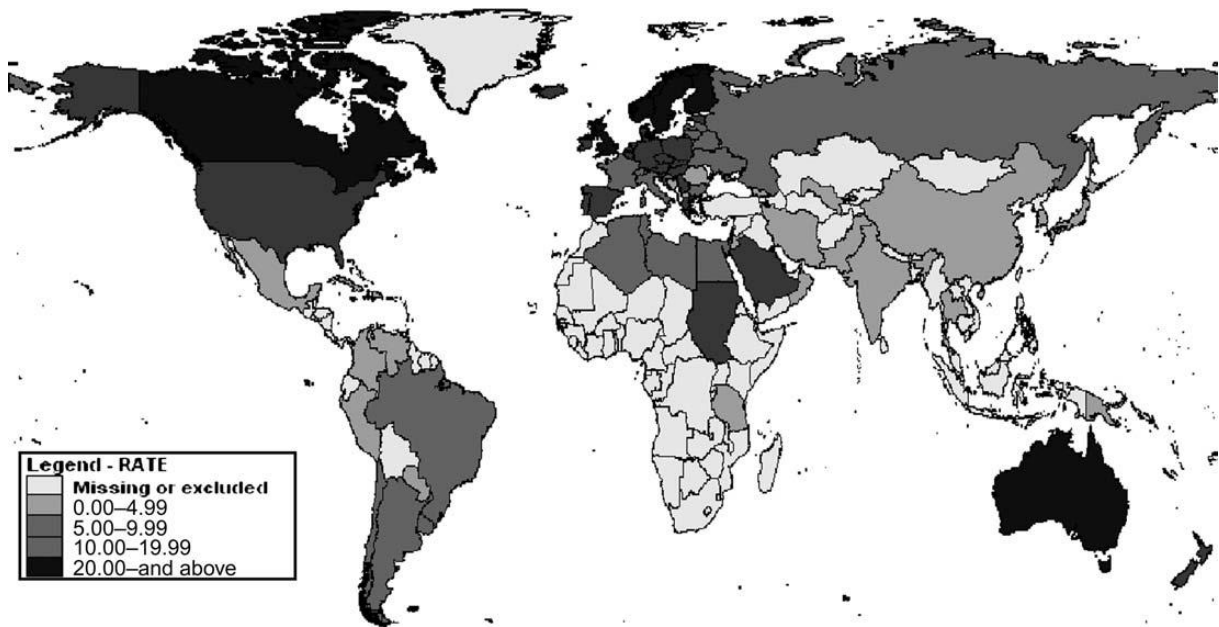 Legend - RATE
Missing or excluded
0.00–4.99
5.00–9.99
10.00–19.99
20.00–and above